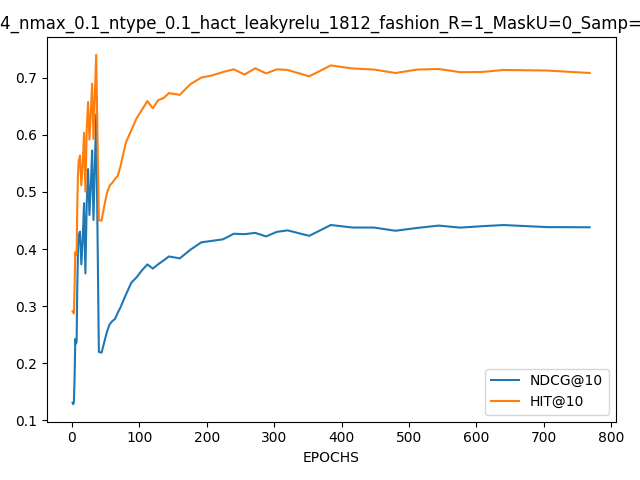 4_nmax_0.1_ntype_0.1_hact_leakyrelu_1812_fashion_R=1_MaskU=0_Samp=
0.7
0.6
0.5
0.4
0.3
0.2
0.1
NDCG@10
HIT@10
0 100 200 300 400 500 600 700 800
EPOCHS